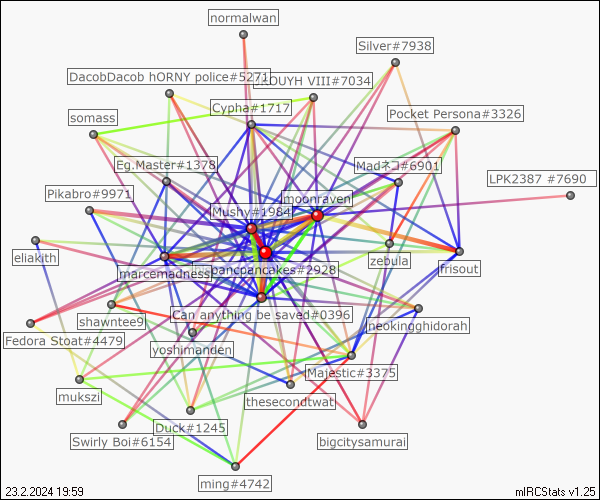 normalwan
Silver#7938
DacobDacob hORNY police#5271
OUYH VIII#7034
Cypha#1717
Pocket Persona#3326
somass
Eg.Master#1378
Madネコ#6901
LPK2387 #7690
Pikabro#9971
moonraven
Mushy#1984
eliakith
zebula
frisout
marcemadness
pancpancakes#2928
shawntee9
Can anything be saved#0396
neokingghidorah
Fedora Stoat#4479
yoshimanden
Majestic#3375
mukszi
thesecondtwat
Duck#1245
Swirly Boi#6154
bigcitysamurai
ming#4742
23.2.2024 19:59
mIRCStats v1.25